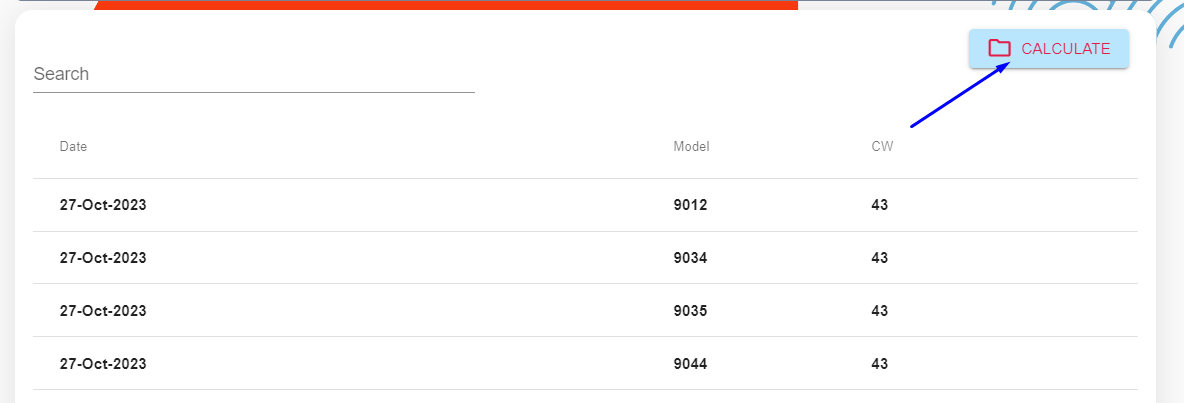 CALCULATE
Search
Date Model CW
27-Oct-2023 9012 43
27-Oct-2023 9034 43
27-Oct-2023 9035 43
27-Oct-2023 9044 43